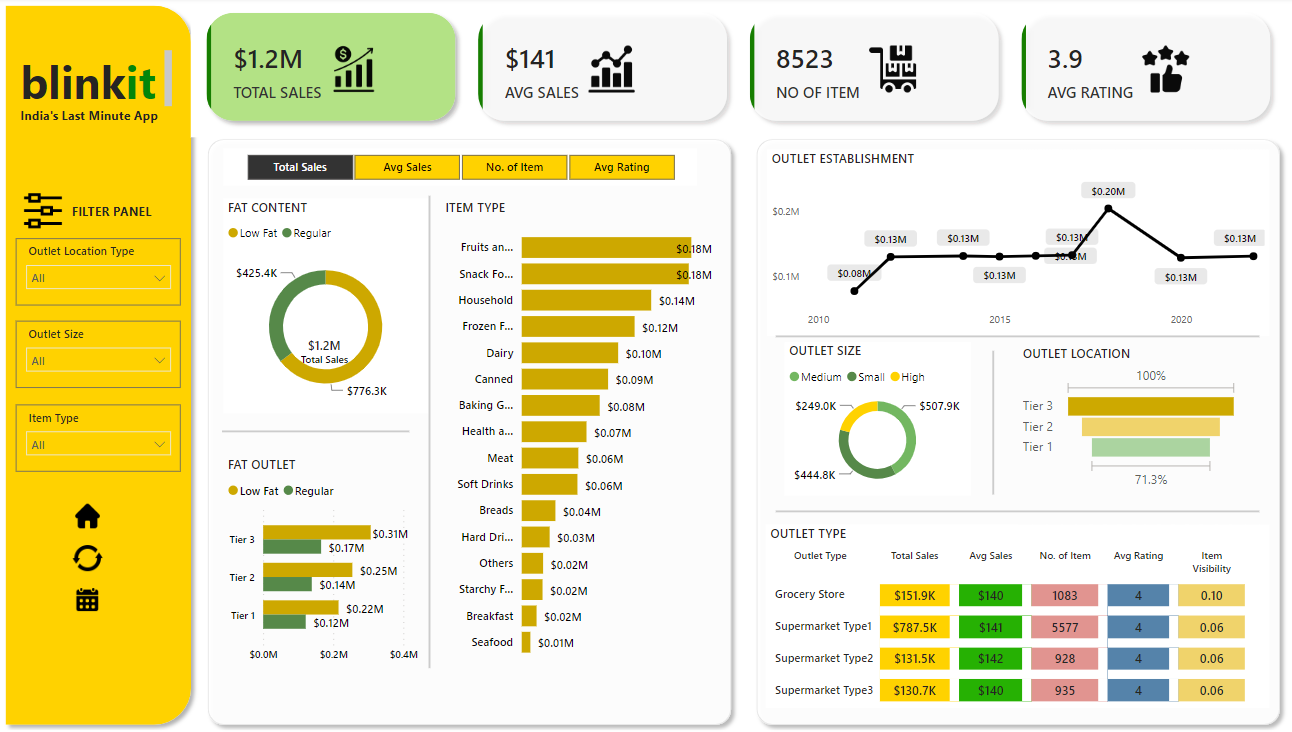 blinkit
India's Last Minute App
FILTER PANEL
Outlet Location Type
All
Outlet Size
All
Item Type
All
$1.2M
TOTAL SALES
$141
AVG SALES
8523
NO OF ITEM
3.9
AVG RATING
Total Sales Avg Sales No. of Item Avg Rating
FAT CONTENT
Low Fat Regular
$425.4K
$1.2M
Total Sales
$776.3K
FAT OUTLET
Low Fat Regular
Tier 3 $0.31M
$0.17M
Tier 2 $0.25M
$0.14M
Tier 1 $0.22M
$0.12M
$0.0M $0.2M $0.4M
ITEM TYPE
Fruits an... $0.18M
Snack Fo... $0.18M
Household $0.14M
Frozen F... $0.12M
Dairy $0.10M
Canned $0.09M
Baking G... $0.08M
Health a... $0.07M
Meat $0.06M
Soft Drinks $0.06M
Breads $0.04M
Hard Dri... $0.03M
Others $0.02M
Starchy F... $0.02M
Breakfast $0.02M
Seafood $0.01M
OUTLET ESTABLISHMENT
$0.2M
$0.1M
$0.08M $0.13M $0.13M $0.13M $0.13M $0.20M $0.13M $0.13M
2010 2015 2020
OUTLET SIZE
Medium Small High
$249.0K $507.9K
$444.8K
OUTLET LOCATION
100%
Tier 3
Tier 2
Tier 1
71.3%
OUTLET TYPE
Outlet Type Total Sales Avg Sales No. of Item Avg Rating Item
Visibility
Grocery Store $151.9K $140 1083 4 0.10
Supermarket Type1 $787.5K $141 5577 4 0.06
Supermarket Type2 $131.5K $142 928 4 0.06
Supermarket Type3 $130.7K $140 935 4 0.06